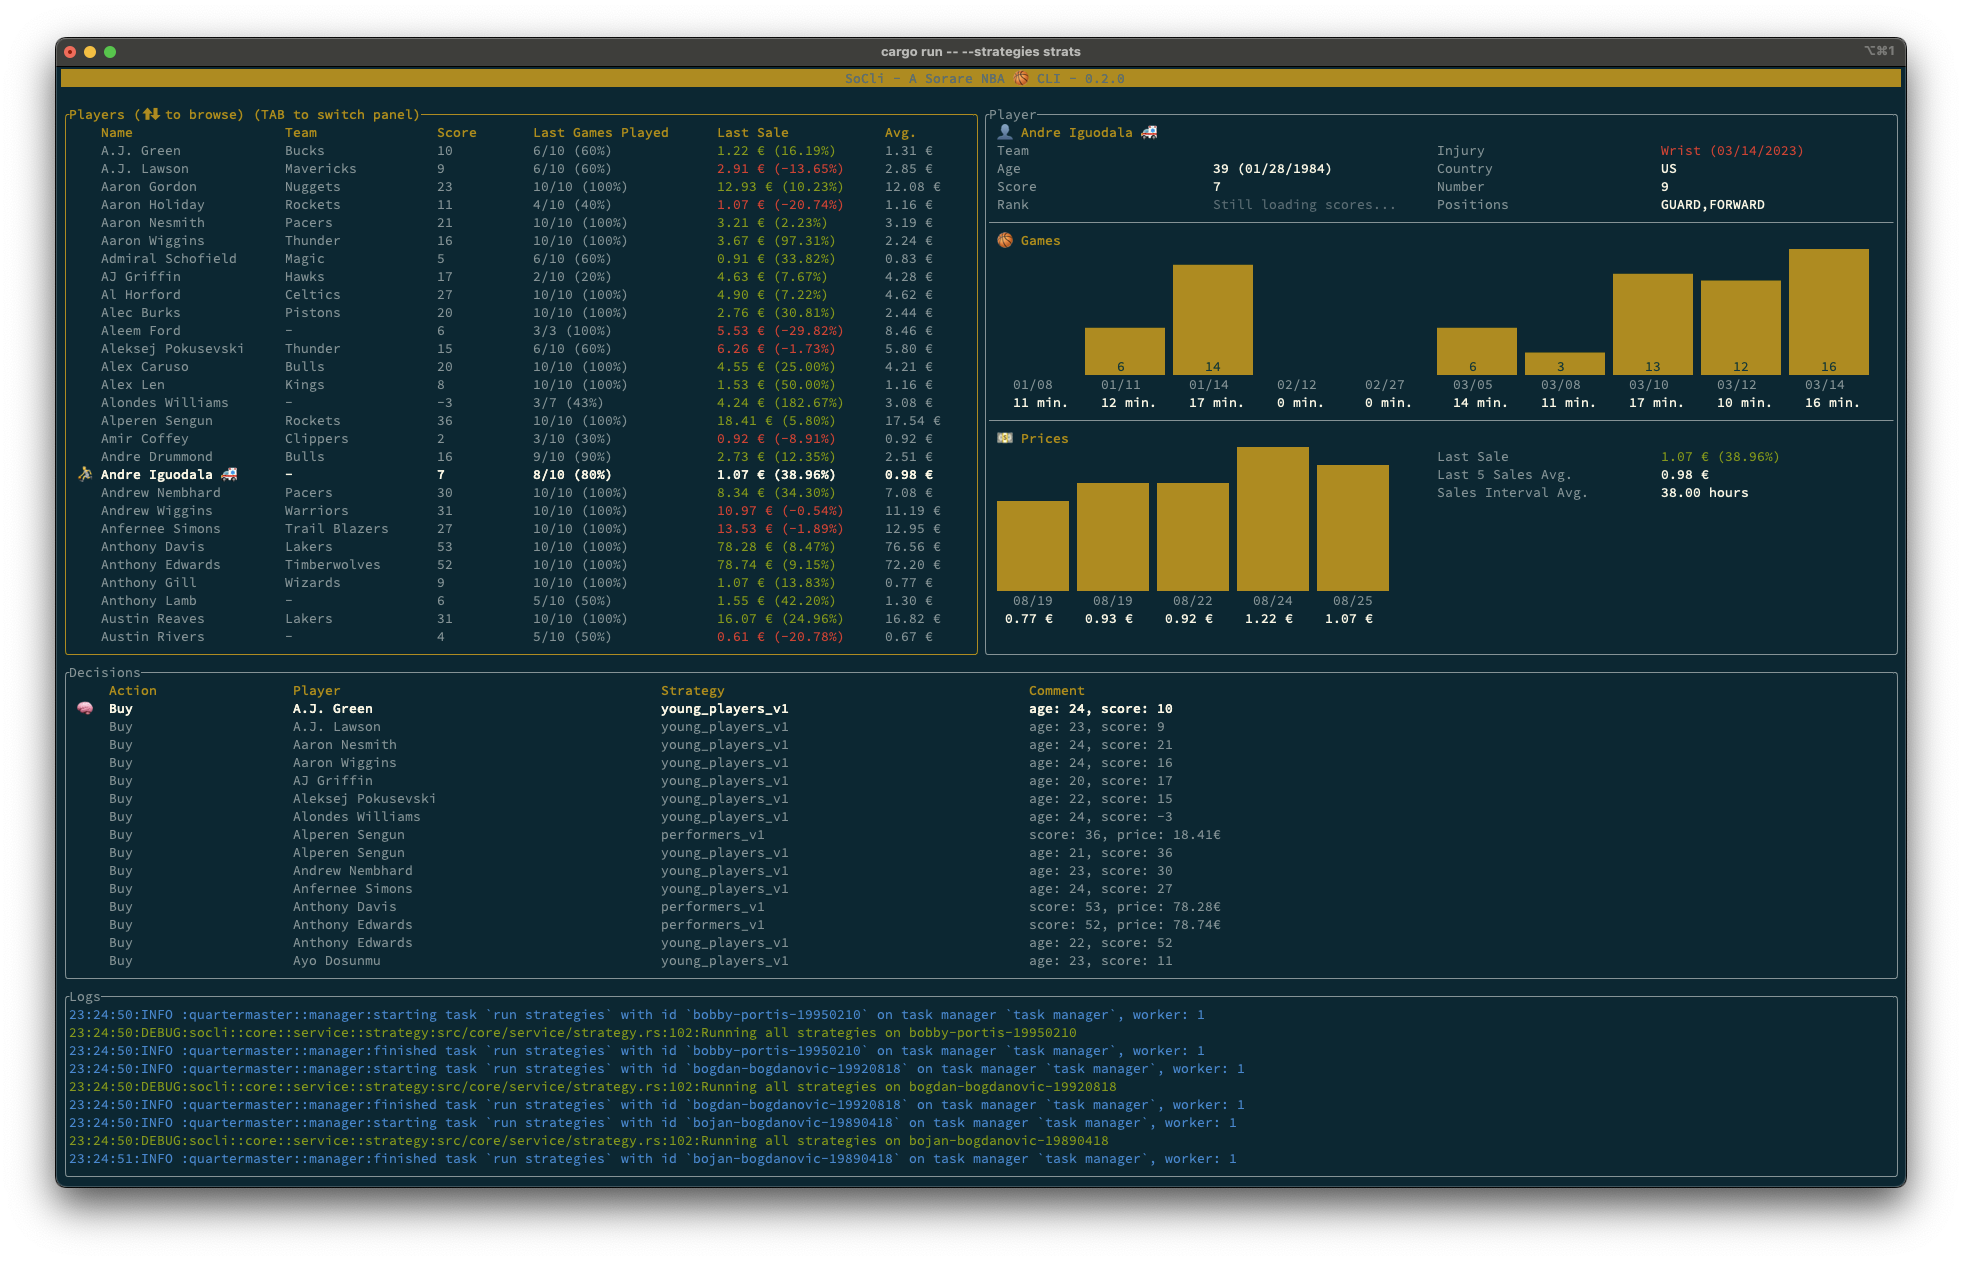 cargo run -- --strategies strats
⌥⌘1
SoCli - A Sorare NBA 🏀 CLI - 0.2.0
Players (⬆⬇ to browse) (TAB to switch panel)
Name Team Score Last Games Played Last Sale Avg.
A.J. Green Bucks 10 6/10 (60%) 1.22 € (16.19%) 1.31 €
A.J. Lawson Mavericks 9 6/10 (60%) 2.91 € (-13.65%) 2.85 €
Aaron Gordon Nuggets 23 10/10 (100%) 12.93 € (10.23%) 12.08 €
Aaron Holiday Rockets 11 4/10 (40%) 1.07 € (-20.74%) 1.16 €
Aaron Nesmith Pacers 21 10/10 (100%) 3.21 € (2.23%) 3.19 €
Aaron Wiggins Thunder 16 10/10 (100%) 3.67 € (97.31%) 2.24 €
Admiral Schofield Magic 5 6/10 (60%) 0.91 € (33.82%) 0.83 €
AJ Griffin Hawks 17 2/10 (20%) 4.63 € (7.67%) 4.28 €
Al Horford Celtics 27 10/10 (100%) 4.90 € (7.22%) 4.62 €
Alec Burks Pistons 20 10/10 (100%) 2.76 € (30.81%) 2.44 €
Aleem Ford - 6 3/3 (100%) 5.53 € (-29.82%) 8.46 €
Aleksej Pokusevski Thunder 15 6/10 (60%) 6.26 € (-1.73%) 5.80 €
Alex Caruso Bulls 20 10/10 (100%) 4.55 € (25.00%) 4.21 €
Alex Len Kings 8 10/10 (100%) 1.53 € (50.00%) 1.16 €
Alondes Williams - -3 3/7 (43%) 4.24 € (182.67%) 3.08 €
Alperen Sengun Rockets 36 10/10 (100%) 18.41 € (5.80%) 17.54 €
Amir Coffey Clippers 2 3/10 (30%) 0.92 € (-8.91%) 0.92 €
Andre Drummond Bulls 16 9/10 (90%) 2.73 € (12.35%) 2.51 €
Andre Iguodala 🚑 - 7 8/10 (80%) 1.07 € (38.96%) 0.98 €
Andrew Nembhard Pacers 30 10/10 (100%) 8.34 € (34.30%) 7.08 €
Andrew Wiggins Warriors 31 10/10 (100%) 10.97 € (-0.54%) 11.19 €
Anfernee Simons Trail Blazers 27 10/10 (100%) 13.53 € (-1.89%) 12.95 €
Anthony Davis Lakers 53 10/10 (100%) 78.28 € (8.47%) 76.56 €
Anthony Edwards Timberwolves 52 10/10 (100%) 78.74 € (9.15%) 72.20 €
Anthony Gill Wizards 9 10/10 (100%) 1.07 € (13.83%) 0.77 €
Anthony Lamb - 6 5/10 (50%) 1.55 € (42.20%) 1.30 €
Austin Reaves Lakers 31 10/10 (100%) 16.07 € (24.96%) 16.82 €
Austin Rivers - 4 5/10 (50%) 0.61 € (-20.78%) 0.67 €
Player
👤 Andre Iguodala 🚑
Team Injury Wrist (03/14/2023)
Age 39 (01/28/1984) Country US
Score 7 Number 9
Rank Still loading scores... Positions GUARD,FORWARD
🏀 Games
6 14 6 3 13 12 16
01/08 01/11 01/14 02/12 02/27 03/05 03/08 03/10 03/12 03/14
11 min. 12 min. 17 min. 0 min. 0 min. 14 min. 11 min. 17 min. 10 min. 16 min.
💵 Prices
Last Sale 1.07 € (38.96%)
Last 5 Sales Avg. 0.98 €
Sales Interval Avg. 38.00 hours
08/19 08/19 08/22 08/24 08/25
0.77 € 0.93 € 0.92 € 1.22 € 1.07 €
Decisions
Action Player Strategy Comment
Buy A.J. Green young_players_v1 age: 24, score: 10
Buy A.J. Lawson young_players_v1 age: 23, score: 9
Buy Aaron Nesmith young_players_v1 age: 24, score: 21
Buy Aaron Wiggins young_players_v1 age: 24, score: 16
Buy AJ Griffin young_players_v1 age: 20, score: 17
Buy Aleksej Pokusevski young_players_v1 age: 22, score: 15
Buy Alondes Williams young_players_v1 age: 24, score: -3
Buy Alperen Sengun performers_v1 score: 36, price: 18.41€
Buy Alperen Sengun young_players_v1 age: 21, score: 36
Buy Andrew Nembhard young_players_v1 age: 23, score: 30
Buy Anfernee Simons young_players_v1 age: 24, score: 27
Buy Anthony Davis performers_v1 score: 53, price: 78.28€
Buy Anthony Edwards performers_v1 score: 52, price: 78.74€
Buy Anthony Edwards young_players_v1 age: 22, score: 52
Buy Ayo Dosunmu young_players_v1 age: 23, score: 11
Logs
23:24:50:INFO :quartermaster::manager:starting task `run strategies` with id `bobby-portis-19950210` on task manager `task manager`, worker: 1
23:24:50:DEBUG:socli::core::service::strategy:src/core/service/strategy.rs:102:Running all strategies on bobby-portis-19950210
23:24:50:INFO :quartermaster::manager:finished task `run strategies` with id `bobby-portis-19950210` on task manager `task manager`, worker: 1
23:24:50:INFO :quartermaster::manager:starting task `run strategies` with id `bogdan-bogdanovic-19920818` on task manager `task manager`, worker: 1
23:24:50:DEBUG:socli::core::service::strategy:src/core/service/strategy.rs:102:Running all strategies on bogdan-bogdanovic-19920818
23:24:50:INFO :quartermaster::manager:finished task `run strategies` with id `bogdan-bogdanovic-19920818` on task manager `task manager`, worker: 1
23:24:50:INFO :quartermaster::manager:starting task `run strategies` with id `bojan-bogdanovic-19890418` on task manager `task manager`, worker: 1
23:24:50:DEBUG:socli::core::service::strategy:src/core/service/strategy.rs:102:Running all strategies on bojan-bogdanovic-19890418
23:24:51:INFO :quartermaster::manager:finished task `run strategies` with id `bojan-bogdanovic-19890418` on task manager `task manager`, worker: 1